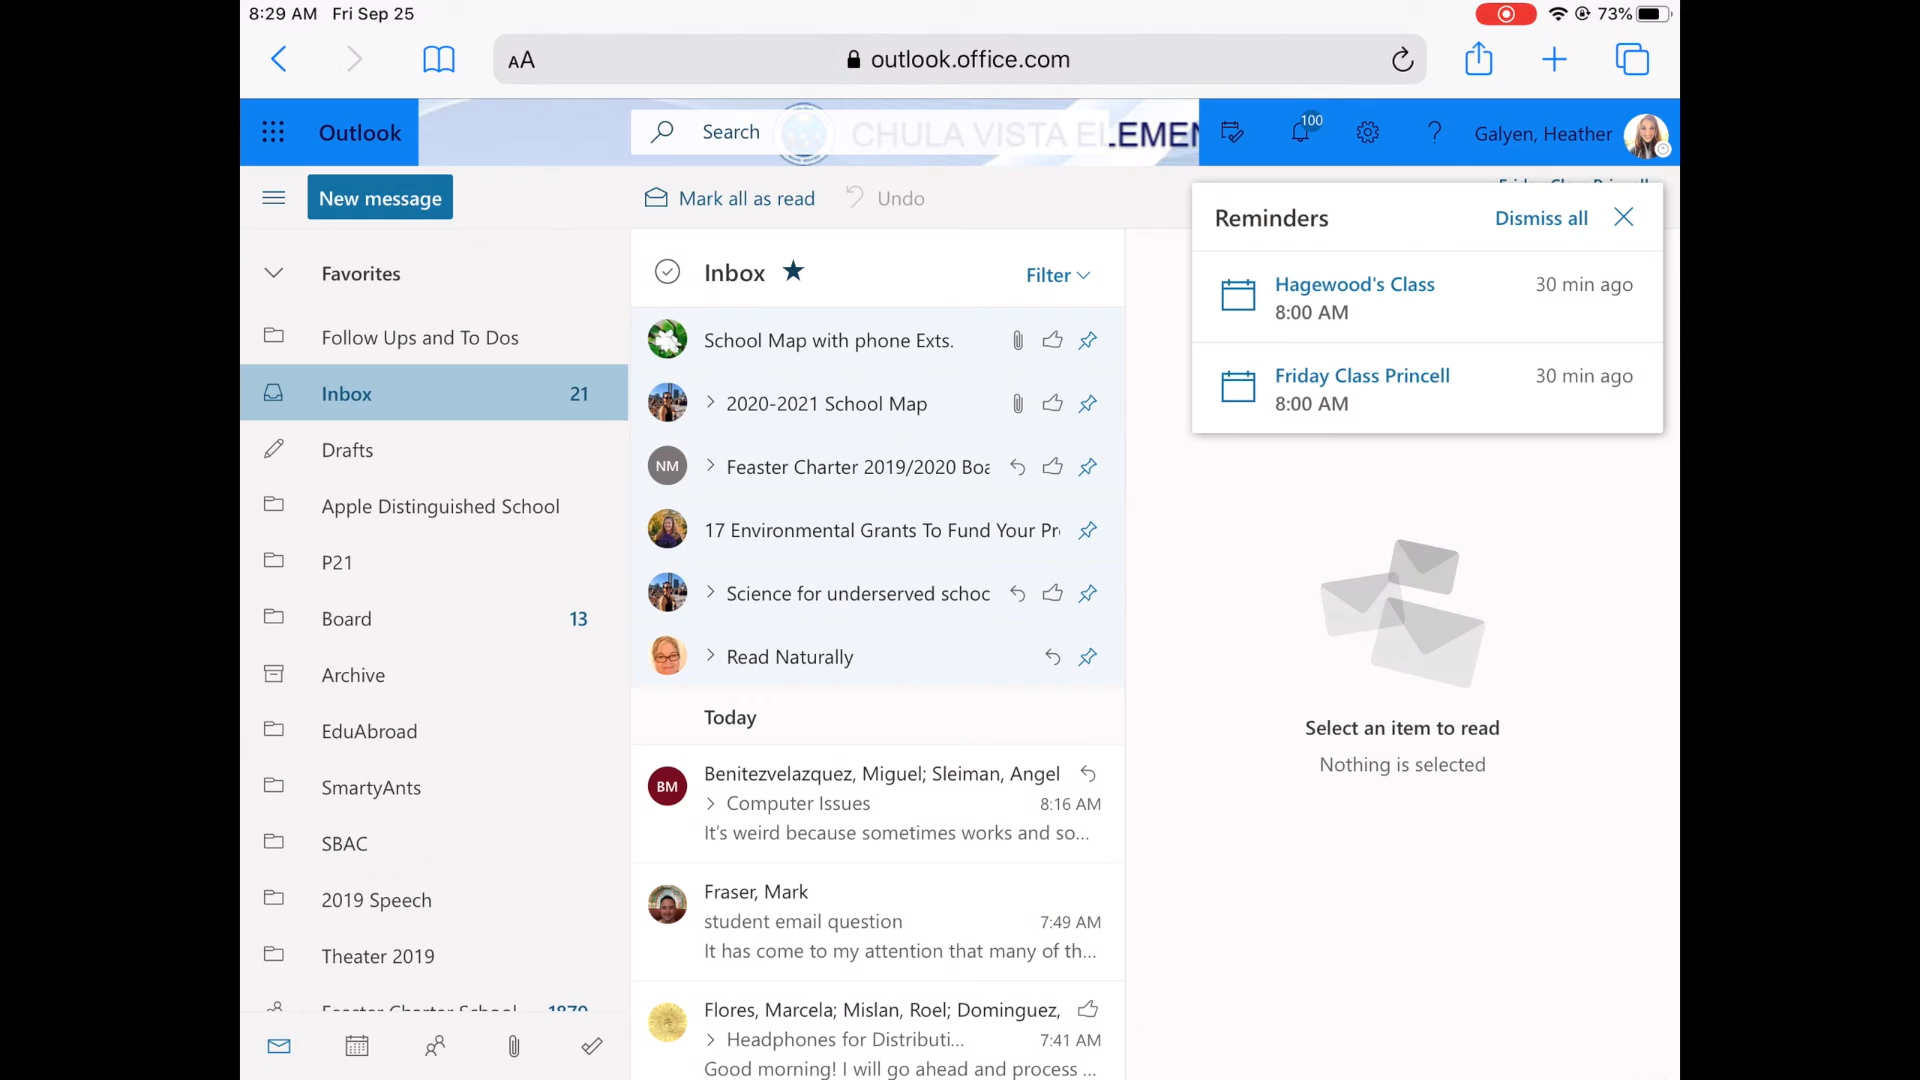 8:29 AM Fri Sep 25
73%
AA
outlook.office.com
Outlook
Search
CHULA VISTA ELEMEN
100
Galyen, Heather
New message
Mark all as read
Undo
Reminders
Dismiss all
Hagewood's Class
30 min ago
8:00 AM
Friday Class Princell
30 min ago
8:00 AM
Favorites
Follow Ups and To Dos
Inbox 21
Drafts
Apple Distinguished School
P21
Board 13
Archive
EduAbroad
SmartyAnts
SBAC
2019 Speech
Theater 2019
Feaster Charter School 1879
Inbox
Filter
School Map with phone Exts.
2020-2021 School Map
NM
Feaster Charter 2019/2020 Boa
17 Environmental Grants To Fund Your Pr
Science for underserved schoc
Read Naturally
Today
BM
Benitezvelazquez, Miguel; Sleiman, Angel
Computer Issues 8:16 AM
It's weird because sometimes works and so...
Fraser, Mark
student email question 7:49 AM
It has come to my attention that many of th...
Flores, Marcela; Mislan, Roel; Dominguez,
Headphones for Distributi... 7:41 AM
Good morning! I will go ahead and process ...
Select an item to read
Nothing is selected